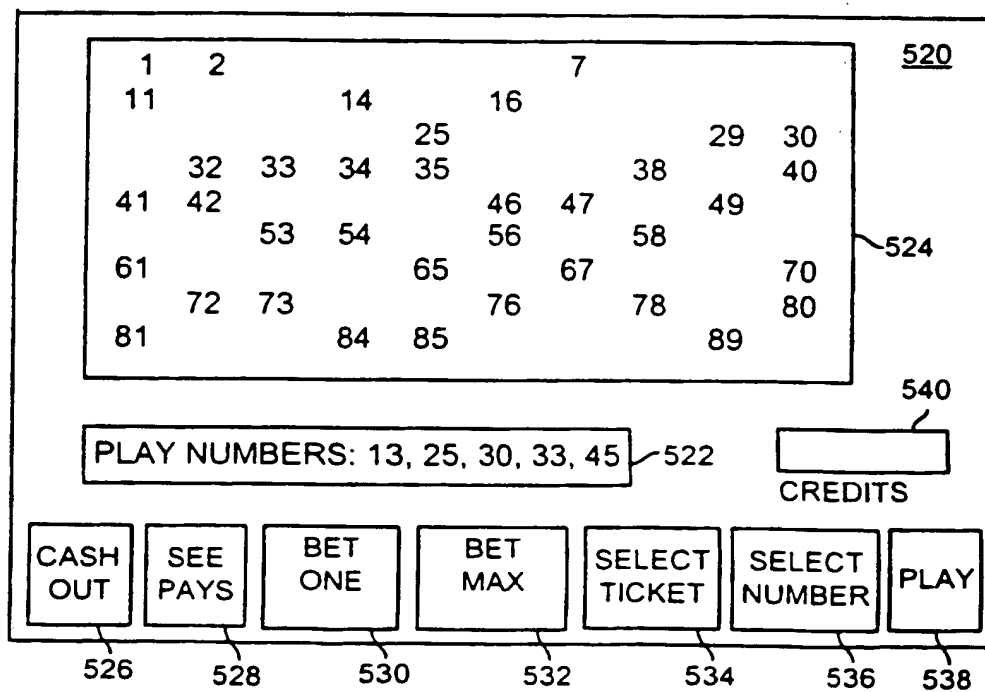 520
1 2 7
11 14 16
25 29 30
32 33 34 35 38 40
41 42 46 47 49
53 54 56 58
524
61 65 67 70
72 73 76 78 80
81 84 85 89
540
PLAY NUMBERS: 13, 25, 30, 33, 45
522
CREDITS
CASH OUT
SEE PAYS
BET ONE
BET MAX
SELECT TICKET
SELECT NUMBER
PLAY
526 528 530 532 534 536 538